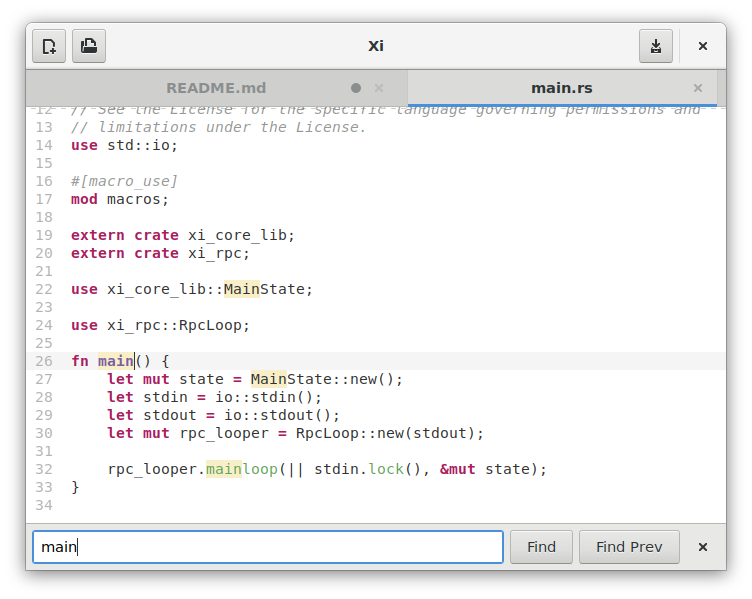 Xi
README.md
main.rs
12 // See the License for the specific language governing permissions and
13 // limitations under the License.
14 use std::io;
15
16 #[macro_use]
17 mod macros;
18
19 extern crate xi_core_lib;
20 extern crate xi_rpc;
21
22 use xi_core_lib::MainState;
23
24 use xi_rpc::RpcLoop;
25
26 fn main() {
27     let mut state = MainState::new();
28     let stdin = io::stdin();
29     let stdout = io::stdout();
30     let mut rpc_looper = RpcLoop::new(stdout);
31
32     rpc_looper.mainloop(|| stdin.lock(), &mut state);
33 }
34
main
Find
Find Prev